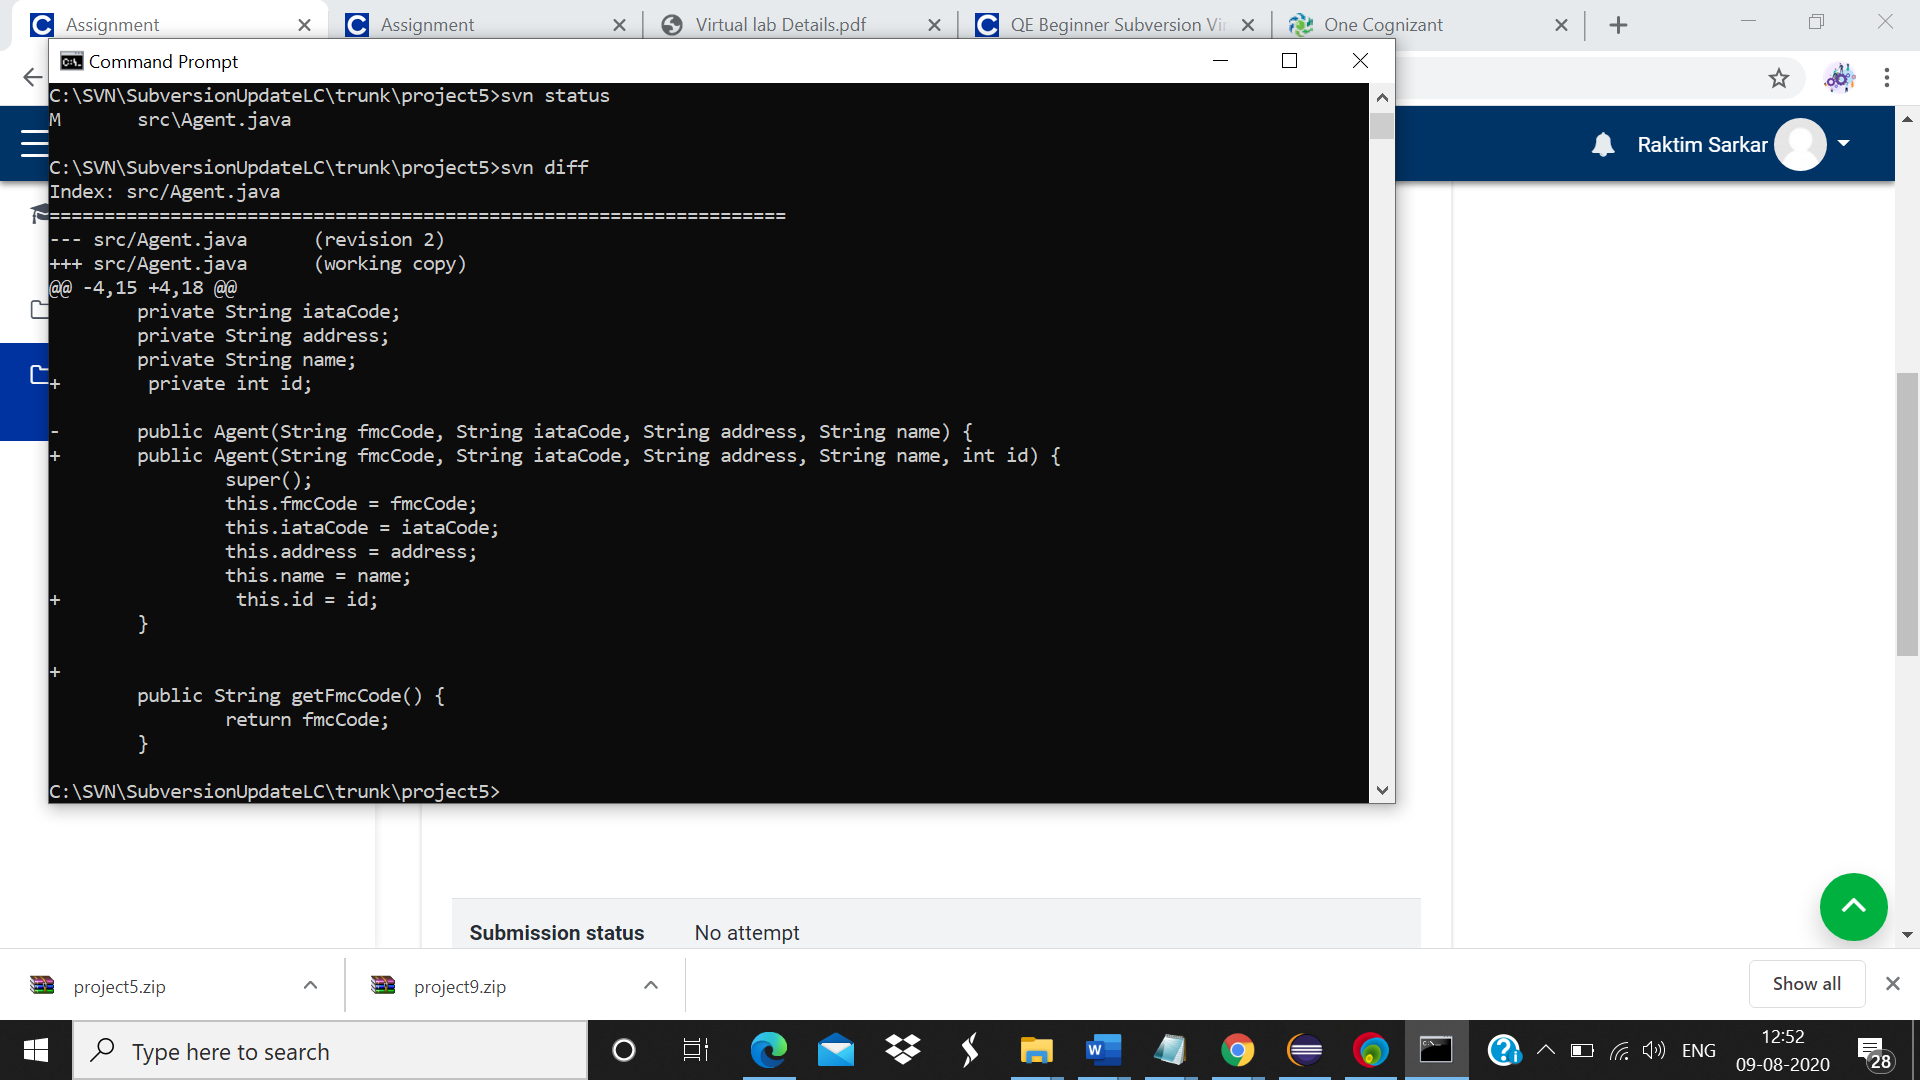 Assignment
Assignment
Virtual lab Details.pdf
QE Beginner Subversion Vir
One Cognizant
Command Prompt
C:\SVN\SubversionUpdateLC\trunk\project5>svn status
M       src\Agent.java
C:\SVN\SubversionUpdateLC\trunk\project5>svn diff
Index: src/Agent.java
===================================================================
--- src/Agent.java      (revision 2)
+++ src/Agent.java      (working copy)
@@ -4,15 +4,18 @@
        private String iataCode;
        private String address;
        private String name;
+        private int id;
-       public Agent(String fmcCode, String iataCode, String address, String name) {
+       public Agent(String fmcCode, String iataCode, String address, String name, int id) {
                super();
                this.fmcCode = fmcCode;
                this.iataCode = iataCode;
                this.address = address;
                this.name = name;
+                this.id = id;
        }
+
        public String getFmcCode() {
                return fmcCode;
        }
C:\SVN\SubversionUpdateLC\trunk\project5>
Raktim Sarkar
Submission status
No attempt
project5.zip
project9.zip
Show all
Type here to search
ENG
12:52
09-08-2020
28